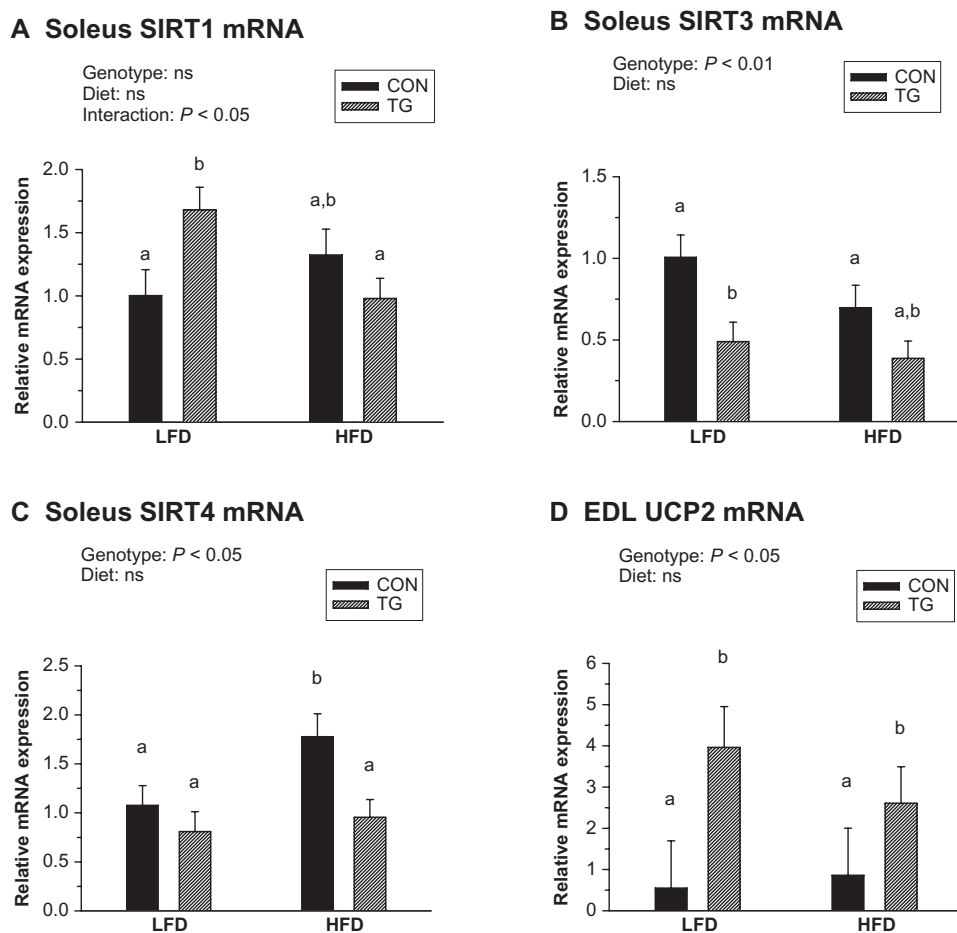 A Soleus SIRT1 mRNA
Genotype: ns
Diet: ns
Interaction: P < 0.05
CON
TG
Relative mRNA expression
2.0
1.5
1.0
0.5
0.0
a
b
a,b
a
LFD
HFD
B Soleus SIRT3 mRNA
Genotype: P < 0.01
Diet: ns
CON
TG
Relative mRNA expression
1.5
1.0
0.5
0.0
a
b
a
a,b
LFD
HFD
C Soleus SIRT4 mRNA
Genotype: P < 0.05
Diet: ns
CON
TG
Relative mRNA expression
2.5
2.0
1.5
1.0
0.5
0.0
a
a
b
a
LFD
HFD
D EDL UCP2 mRNA
Genotype: P < 0.05
Diet: ns
CON
TG
Relative mRNA expression
6
5
4
3
2
1
0
a
b
a
b
LFD
HFD